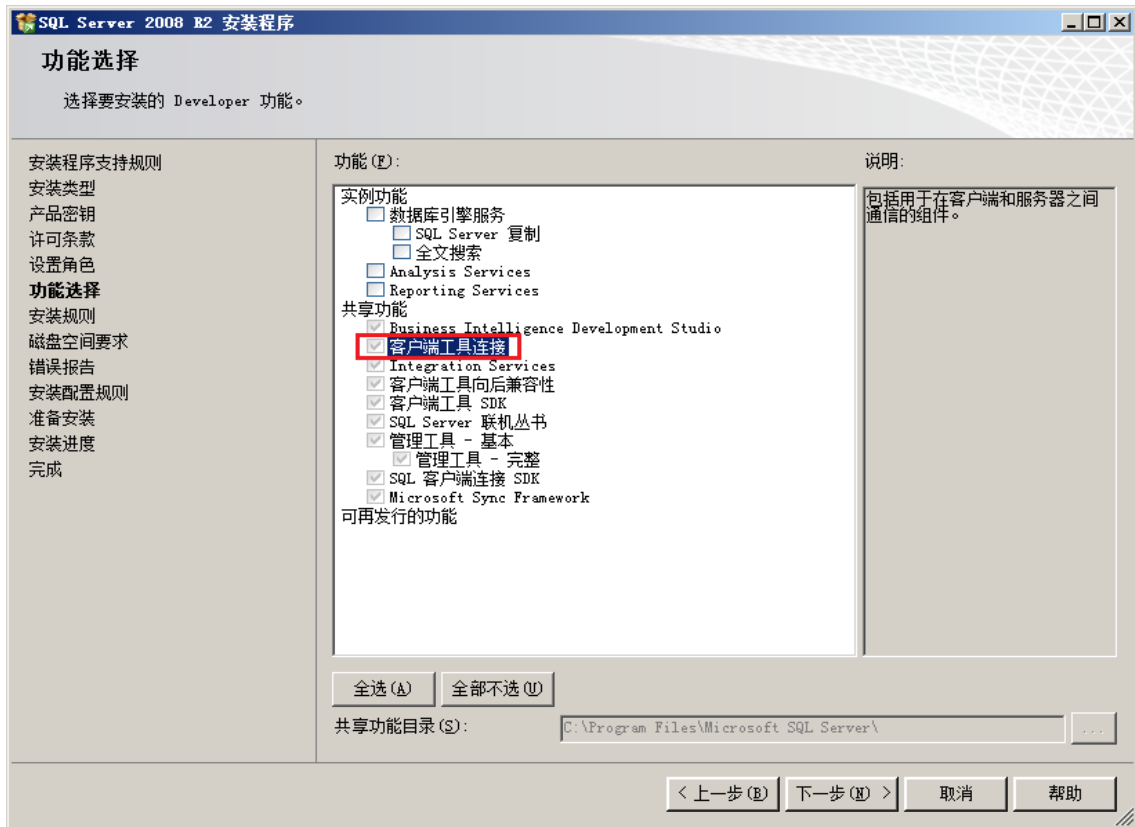 SQL Server 2008 R2 安装程序
功能选择
选择要安装的 Developer 功能。
安装程序支持规则
安装类型
产品密钥
许可条款
设置角色
功能选择
安装规则
磁盘空间要求
错误报告
安装配置规则
准备安装
安装进度
完成
功能(F):
实例功能
数据库引擎服务
SQL Server 复制
全文搜索
Analysis Services
Reporting Services
共享功能
Business Intelligence Development Studio
客户端工具连接
Integration Services
客户端工具向后兼容性
客户端工具 SDK
SQL Server 联机丛书
管理工具 - 基本
管理工具 - 完整
SQL 客户端连接 SDK
Microsoft Sync Framework
可再发行的功能
说明:
包括用于在客户端和服务器之间
通信的组件。
全选(A)
全部不选(U)
共享功能目录(S):
C:\Program Files\Microsoft SQL Server\
...
< 上一步(B)
下一步(N) >
取消
帮助